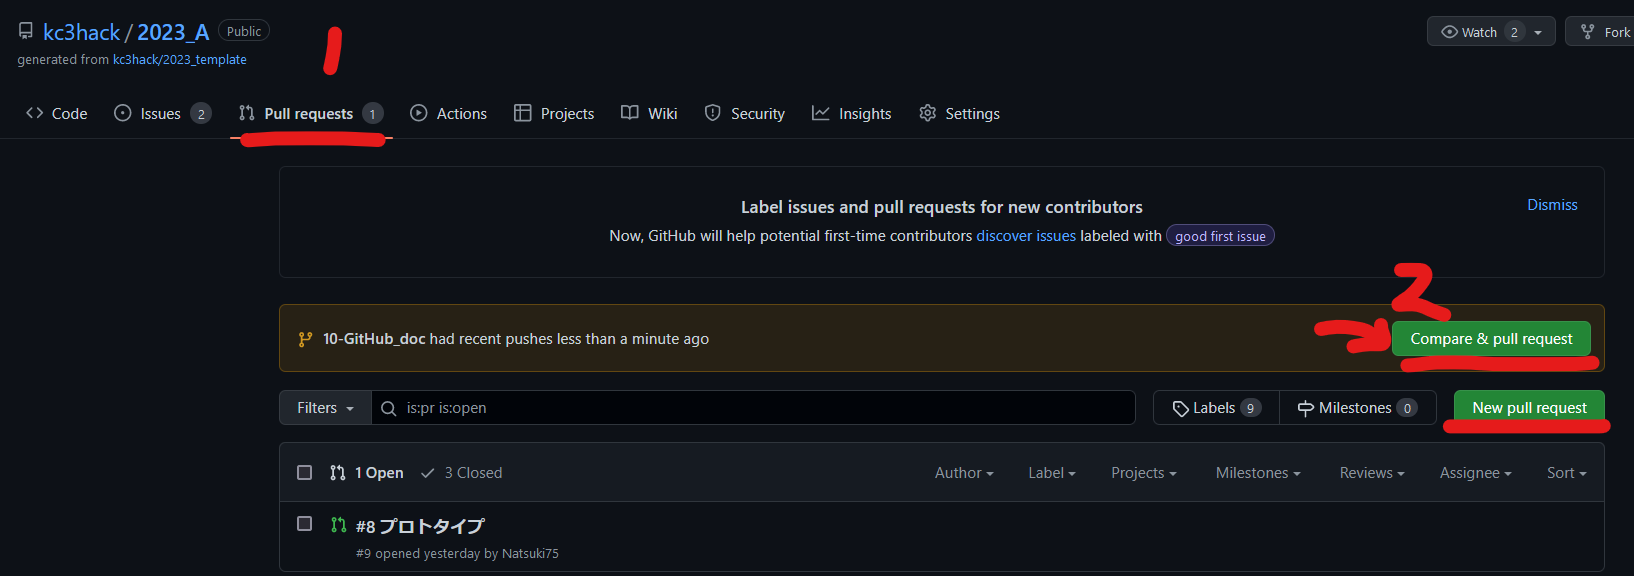 kc3hack / 2023_A Public
1
Watch 2
Fork
generated from kc3hack/2023_template
Code Issues 2 Pull requests 1 Actions Projects Wiki Security Insights Settings
Label issues and pull requests for new contributors
Dismiss
Now, GitHub will help potential first-time contributors discover issues labeled with good first issue
2
10-GitHub_doc had recent pushes less than a minute ago
Compare & pull request
Filters is:pr is:open Labels 9 Milestones 0 New pull request
1 Open 3 Closed Author Label Projects Milestones Reviews Assignee Sort
#8 プロトタイプ
#9 opened yesterday by Natsuki75